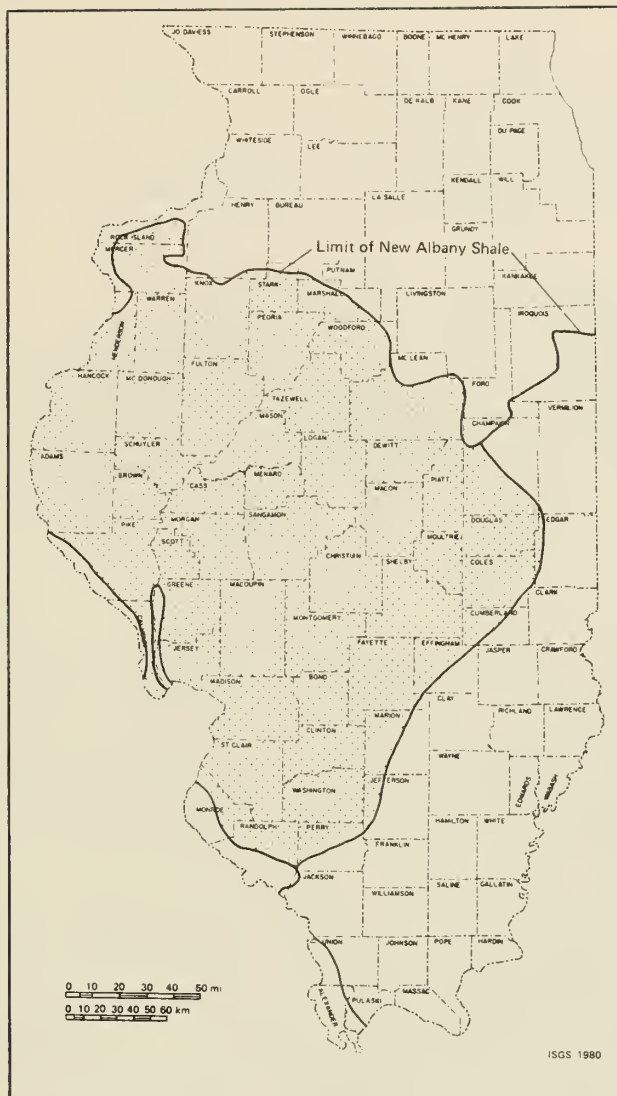 JO DAVIESS STEPHENSON WINNEBAGO BOONE MC HENRY LAKE
CARROLL OGLE DE KALB KANE COOK
DU PAGE
WHITESIDE LEE
KENDALL WILL
HENRY BUREAU LA SALLE
GRUNDY
ROCK ISLAND
MERCER
Limit of New Albany Shale
PUTNAM
KANKAKEE
KNOX STARK MARSHALL LIVINGSTON
WARREN IROQUOIS
PEORIA WOODFORD
HENDERSON
MC LEAN
FULTON FORD
HANCOCK MC DONOUGH
TAZEWELL VERMILION
MASON CHAMPAIGN
LOGAN
SCHUYLER DEWITT
ADAMS
BROWN MENARD PIATT
CASS MACON
MORGAN SANGAMON DOUGLAS EDGAR
PIKE
SCOTT MOULTRIE
CHRISTIAN SHELBY COLES
GREENE MACOUPIN
CLARK
CUMBERLAND
MONTGOMERY
JERSEY FAYETTE EFFINGHAM JASPER CRAWFORD
MADISON BOND
CLAY
RICHLAND LAWRENCE
MARION
CLINTON
ST CLAIR WAYNE
EDWARDS WABASH
WASHINGTON JEFFERSON
MONROE
RANDOLPH PERRY HAMILTON WHITE
FRANKLIN
JACKSON
WILLIAMSON SALINE GALLATIN
UNION JOHNSON POPE HARDIN
ALEXANDER PULASKI MASSAC
0 10 20 30 40 50 mi
0 10 20 30 40 50 60 km
ISGS 1980